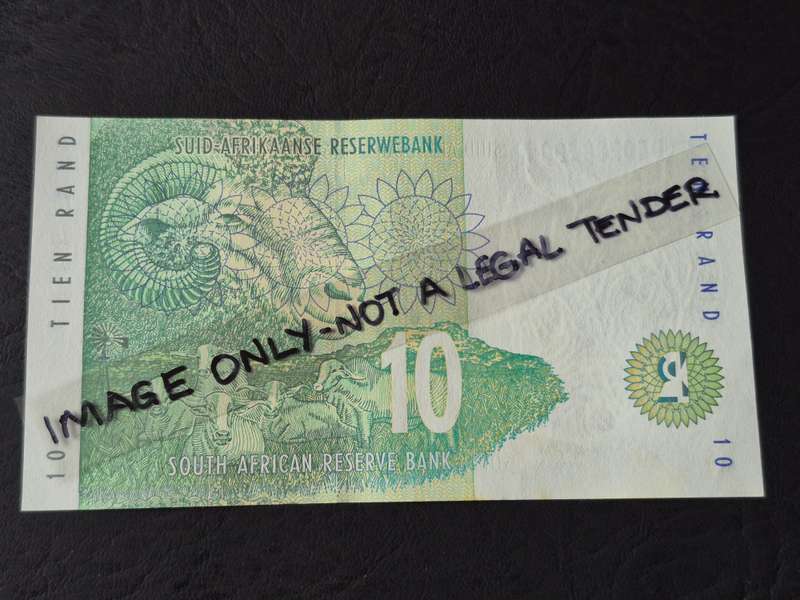 SUID-AFRIKAANSE RESERWEBANK
TIEN RAND
TIEN RAND
IMAGE ONLY-NOT A LEGAL TENDER
10
SOUTH AFRICAN RESERVE BANK
10
10